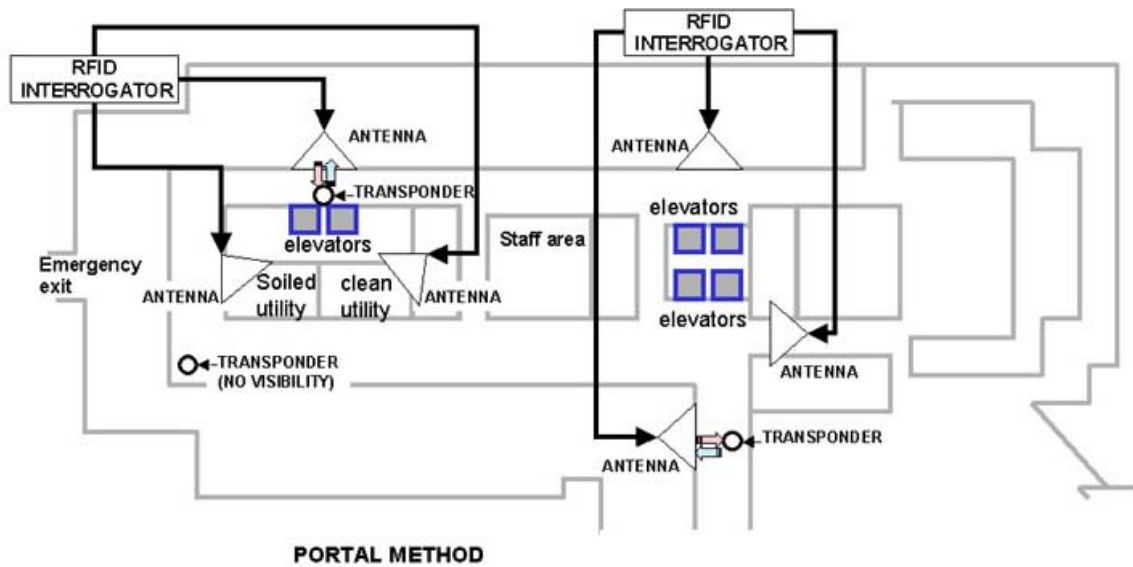 RFID
INTERROGATOR
RFID
INTERROGATOR
ANTENNA
ANTENNA
TRANSPONDER
elevators
elevators
Staff area
Emergency
exit
ANTENNA
Soiled
utility
clean
utility
ANTENNA
elevators
TRANSPONDER
(NO VISIBILITY)
ANTENNA
TRANSPONDER
ANTENNA
PORTAL METHOD